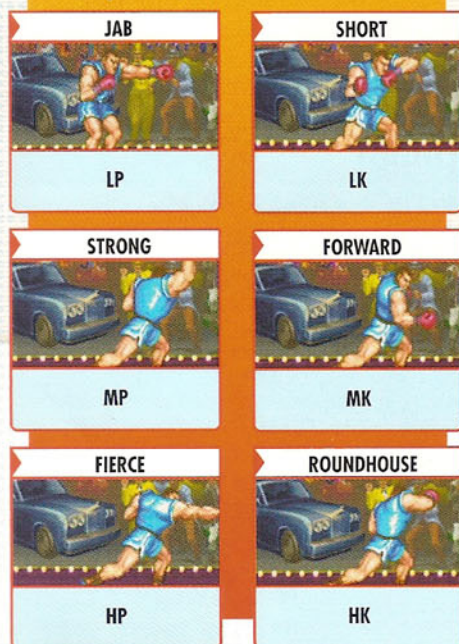 JAB
SHORT
LP
LK
STRONG
FORWARD
MP
MK
FIERCE
ROUNDHOUSE
HP
HK